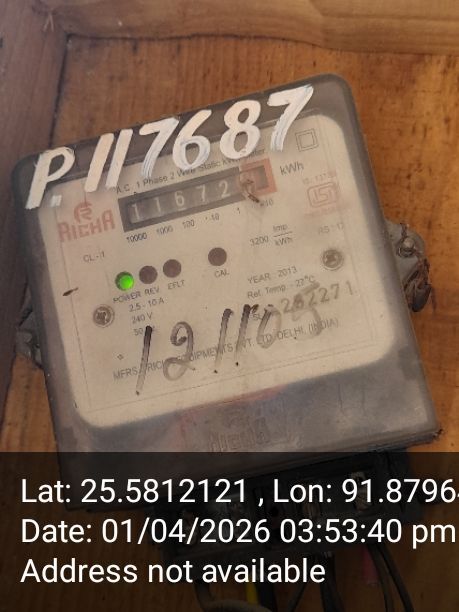 P.117687
A.C. 1 Phase 2 Wire Static kWh Meter
11672
kWh
RICHA
10000 1000 100 10 1
CL.-1
3200 Imp./kWh
POWER REV. EFLT CAL
2.5 - 10 A
240 V
YEARː 2013
Ref. Temp. - 27°C
MFRS. RICHA EQUIPMENTS PVT. LTD. DELHI, (INDIA)
Lat: 25.5812121 , Lon: 91.8796
Date: 01/04/2026 03:53:40 pm
Address not available